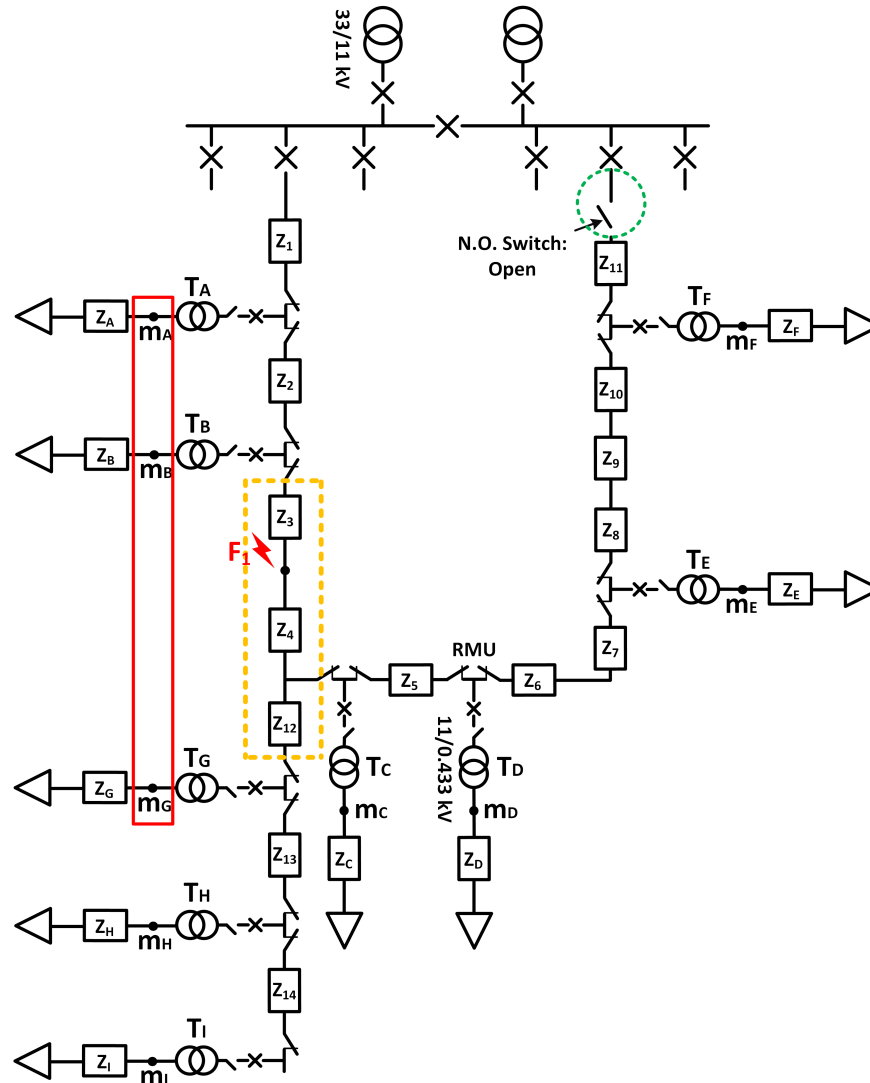 33/11 kV
N.O. Switch:
Open
Z1
Z11
TA
ZA
mA
TF
mF
ZF
Z2
Z10
TB
ZB
mB
Z3
Z9
F1
Z8
TE
mE
ZE
Z4
Z7
RMU
Z5
Z6
Z12
11/0.433 kV
TG
ZG
mG
TC
mC
TD
mD
Z13
ZC
ZD
TH
ZH
mH
Z14
TI
ZI
mI